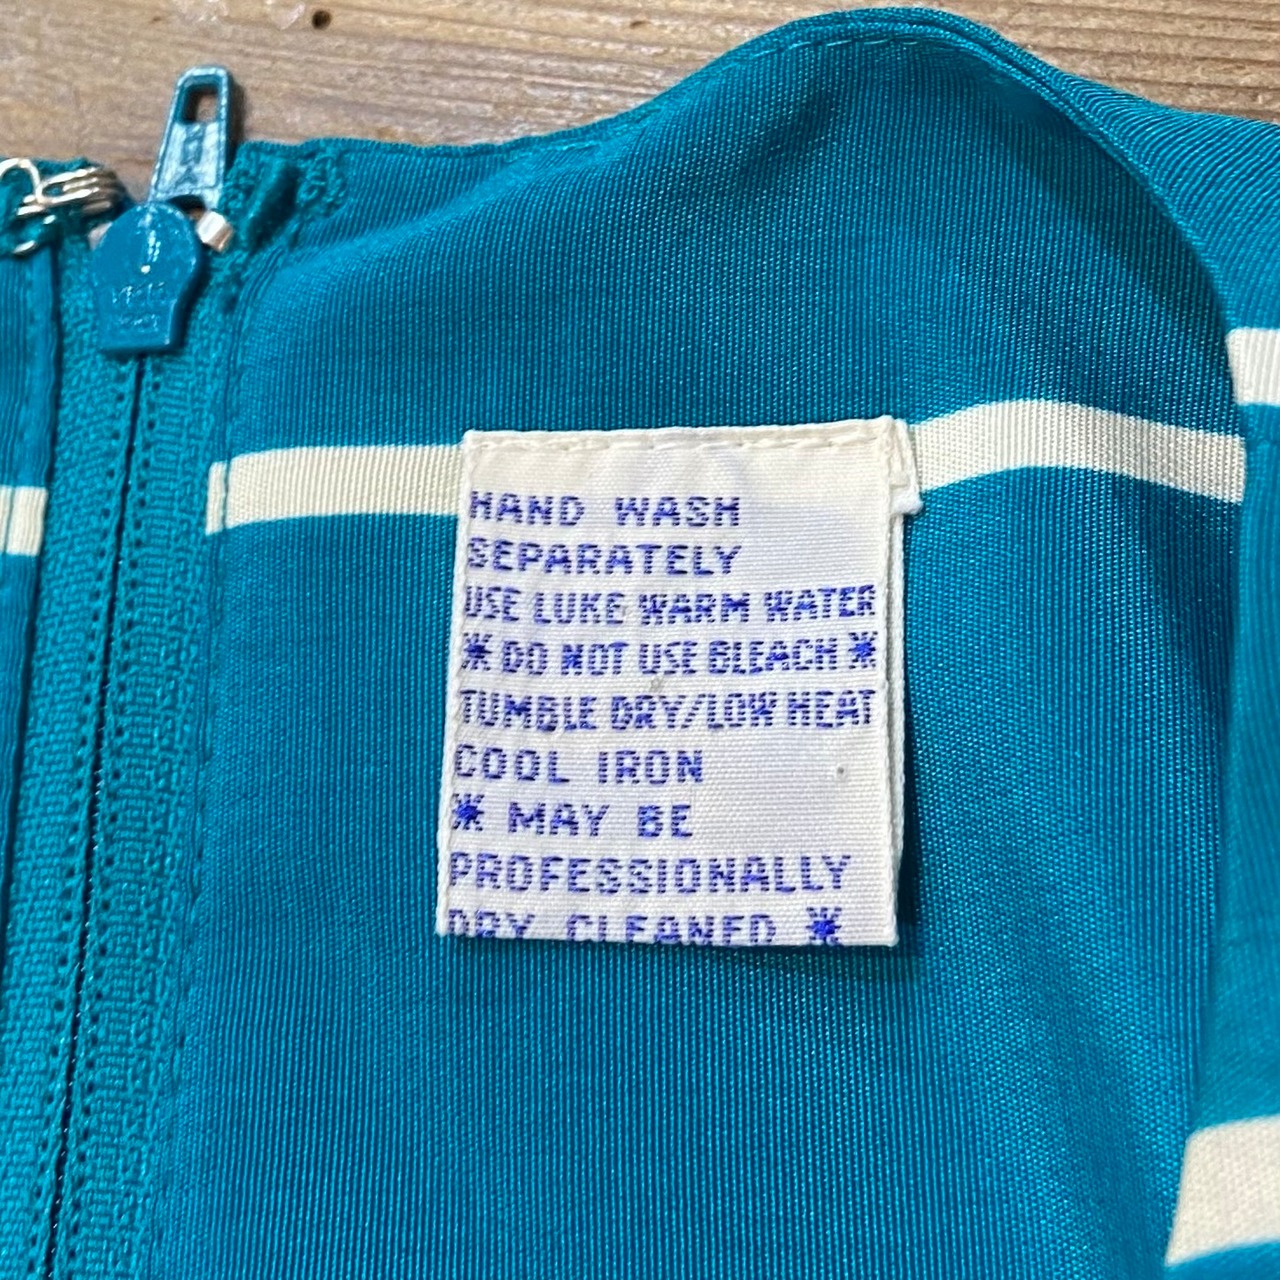 HAND WASH
SEPARATELY
USE LUKE WARM WATER
* DO NOT USE BLEACH *
TUMBLE DRY/LOW HEAT
COOL IRON
* MAY BE
PROFESSIONALLY
DRY CLEANED *